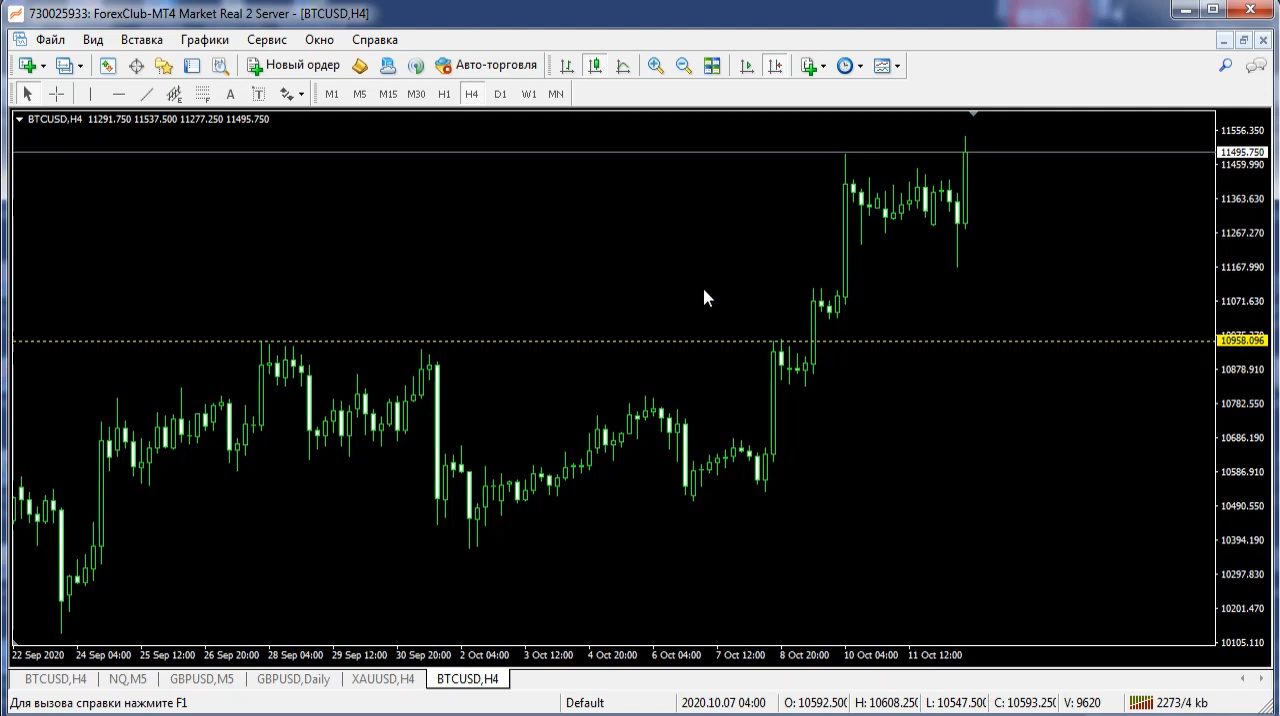 730025933: ForexClub-MT4 Market Real 2 Server - [BTCUSD,H4]
Файл Вид Вставка Графики Сервис Окно Справка
Новый ордер Авто-торговля
A T M1 M5 M15 M30 H1 H4 D1 W1 MN
BTCUSD,H4 11291.750 11537.500 11277.250 11495.750
11556.350
11495.750
11459.990
11363.630
11267.270
11167.990
11071.630
10958.096
10878.910
10782.550
10686.190
10586.910
10490.550
10394.190
10297.830
10201.470
10105.110
22 Sep 2020 24 Sep 04:00 25 Sep 12:00 26 Sep 20:00 28 Sep 04:00 29 Sep 12:00 30 Sep 20:00 2 Oct 04:00 3 Oct 12:00 4 Oct 20:00 6 Oct 04:00 7 Oct 12:00 8 Oct 20:00 10 Oct 04:00 11 Oct 12:00
BTCUSD,H4 NQ,M5 GBPUSD,M5 GBPUSD,Daily XAUUSD,H4 BTCUSD,H4
Для вызова справки нажмите F1 Default 2020.10.07 04:00 O: 10592.500 H: 10608.250 L: 10547.500 C: 10593.250 V: 9620 2273/4 kb